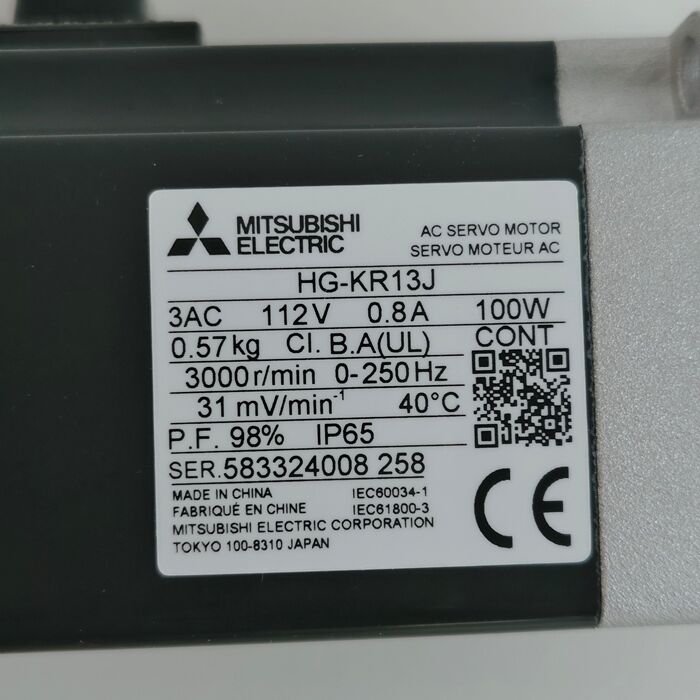 MITSUBISHI
ELECTRIC
AC SERVO MOTOR
SERVO MOTEUR AC
HG-KR13J
3AC 112V 0.8A 100W
0.57kg CI. B.A(UL) CONT
3000r/min 0-250Hz
31 mV/min⁻¹ 40°C
P.F. 98% IP65
SER.583324008 258
MADE IN CHINA IEC60034-1
FABRIQUÉ EN CHINE IEC61800-3
MITSUBISHI ELECTRIC CORPORATION
TOKYO 100-8310 JAPAN
CE